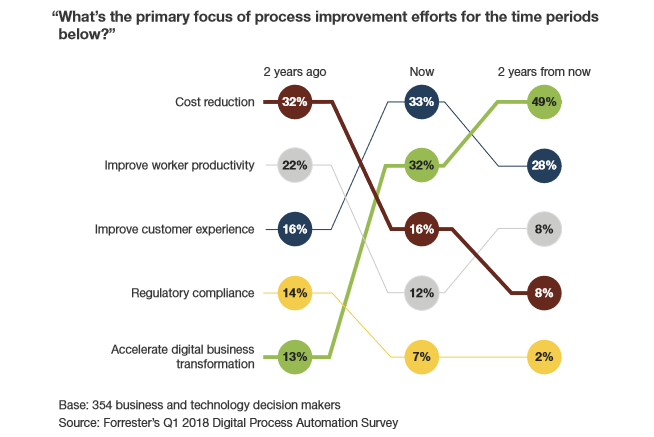 “What’s the primary focus of process improvement efforts for the time periods
below?”
2 years ago Now 2 years from now
Cost reduction 32% 33% 49%
Improve worker productivity 22% 32% 28%
Improve customer experience 16% 16% 8%
Regulatory compliance 14% 12% 8%
Accelerate digital business
transformation 13% 7% 2%
Base: 354 business and technology decision makers
Source: Forrester’s Q1 2018 Digital Process Automation Survey